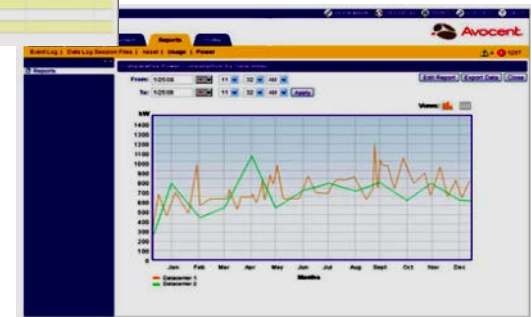 Avocent
Reports
Event Log | Data Log Session Files | Asset | Usage | Power
Reports
From: 1/25/08 11 32 AM
To: 1/25/08 11 32 AM Apply
Edit Report Export Data Close
Views:
kW
1400
1300
1200
1100
1000
900
800
700
600
500
400
300
200
100
0
Jan Feb Mar Apr May Jun Jul Aug Sept Oct Nov Dec
Months
Datacenter 1
Datacenter 2